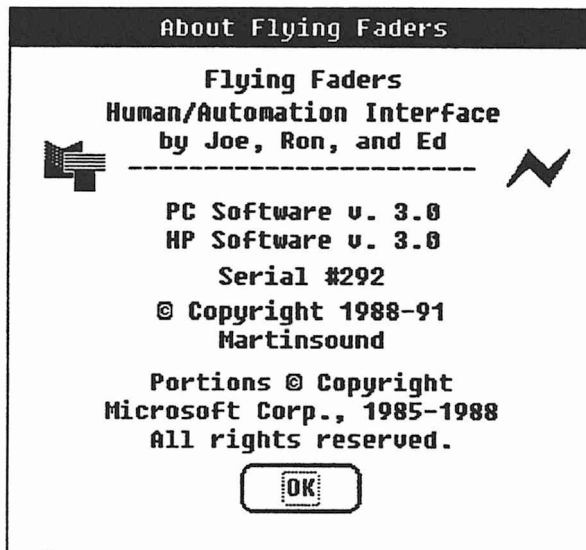 About Flying Faders
Flying Faders
Human/Automation Interface
by Joe, Ron, and Ed
-------------------------
PC Software v. 3.0
HP Software v. 3.0
Serial #292
© Copyright 1988-91
Martinsound
Portions © Copyright
Microsoft Corp., 1985-1988
All rights reserved.
OK